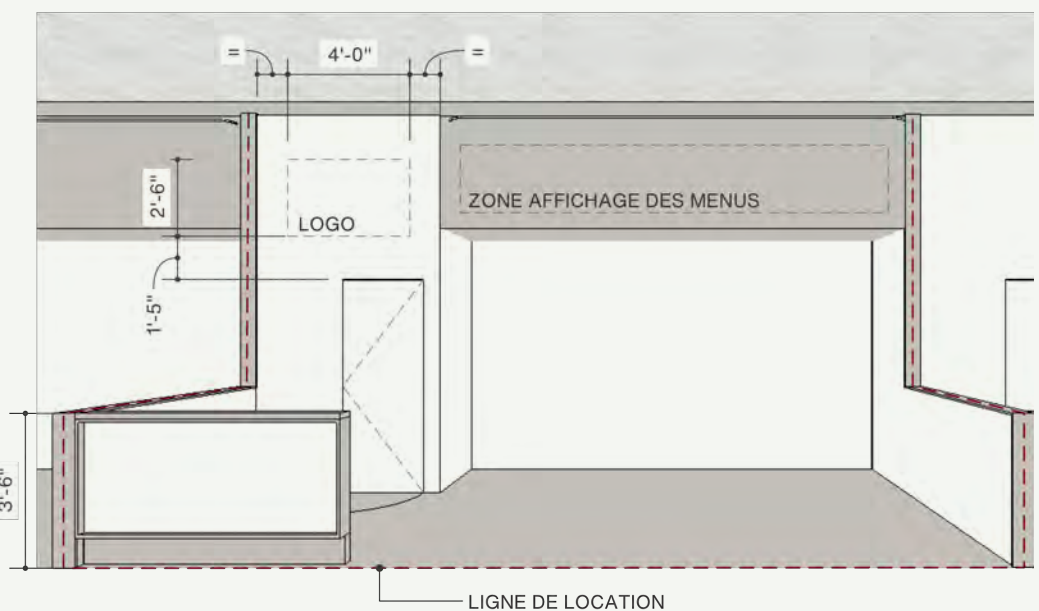 = 4'-0" =
2'-6"
ZONE AFFICHAGE DES MENUS
LOGO
1'-5"
3'-6"
LIGNE DE LOCATION